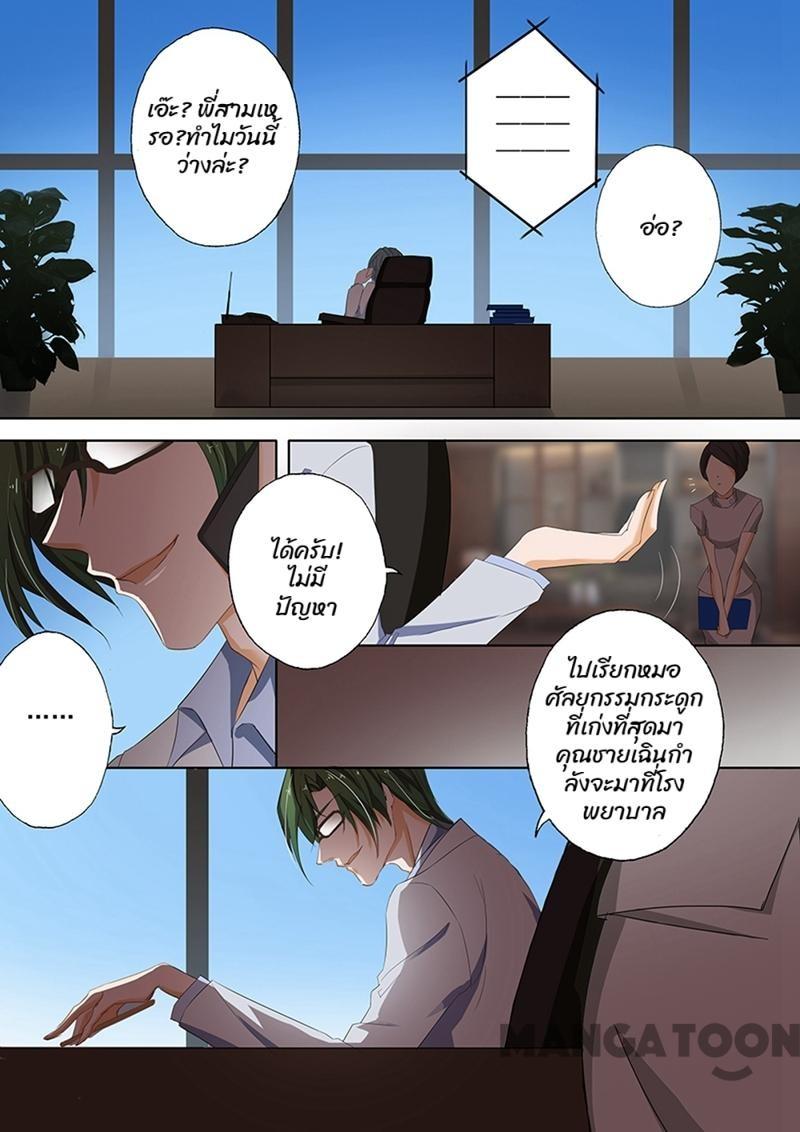 เอ๊ะ? พี่สามเห
รอ?ทำไมวันนี้
ว่างล่ะ?
———
———
———
อ่อ?
ได้ครับ!
ไม่มี
ปัญหา
……
ไปเรียกหมอ
ศัลยกรรมกระดูก
ที่เก่งที่สุดมา
คุณชายเฉินกำ
ลังจะมาที่โรง
พยาบาล
MANGATOON